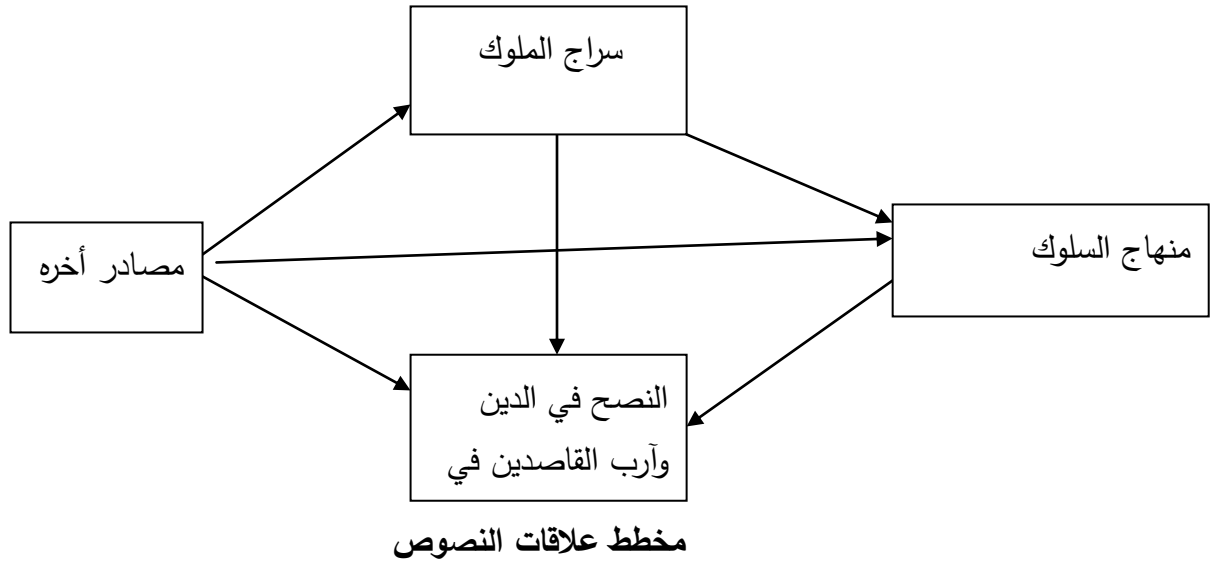 سراج الملوك
منهاج السلوك
مصادر أخره
النصح في الدين
وآرب القاصدين في
مخطط علاقات النصوص